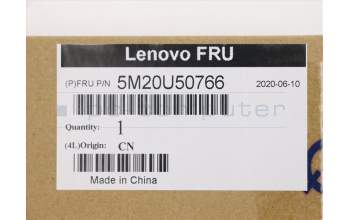 Lenovo FRU
(P)FRU P/N 5M20U50766 2020-06-10
Quantity: 1
(4L)Origin: CN
Made in China